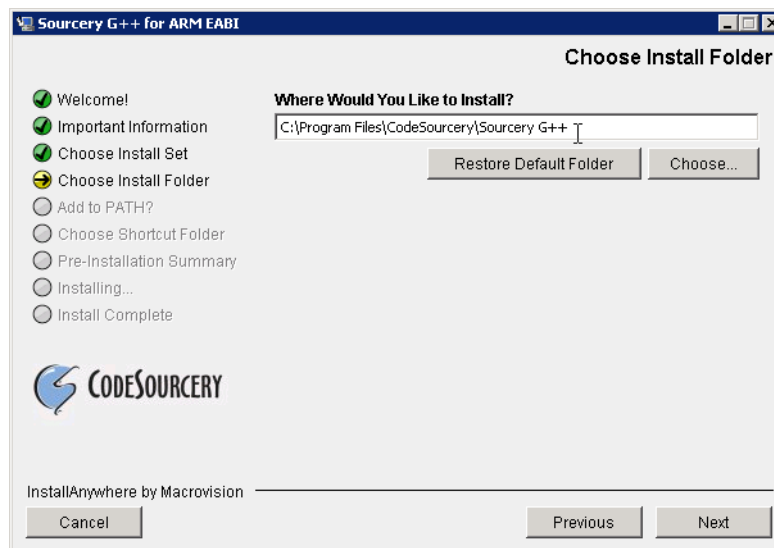 Sourcery G++ for ARM EABI
Choose Install Folder
Welcome!
Important Information
Choose Install Set
Choose Install Folder
Add to PATH?
Choose Shortcut Folder
Pre-Installation Summary
Installing...
Install Complete
Where Would You Like to Install?
C:\Program Files\CodeSourcery\Sourcery G++
Restore Default Folder
Choose...
CODESOURCERY
InstallAnywhere by Macrovision
Cancel
Previous
Next